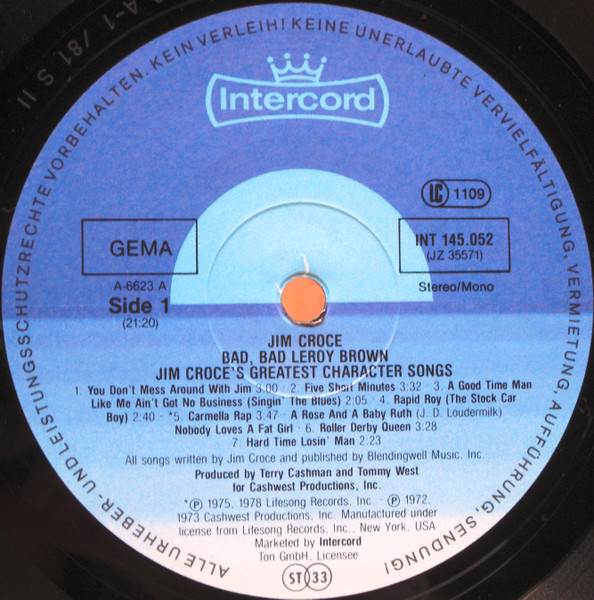 A-1 /81 S II
ALLE URHEBER- UND LEISTUNGSSCHUTZRECHTE VORBEHALTEN. KEIN VERLEIH! KEINE UNERLAUBTE VERVIELFÄLTIGUNG, VERMIETUNG, AUFFÜHRUNG, SENDUNG!
Intercord
LC 1109
GEMA
INT 145.052
(JZ 35571)
A-6623 A
Side 1
(21:20)
Stereo/Mono
JIM CROCE
BAD, BAD LEROY BROWN
JIM CROCE'S GREATEST CHARACTER SONGS
1. You Don't Mess Around With Jim 3:00 · 2. Five Short Minutes 3:32 · 3. A Good Time Man
Like Me Ain't Got No Business (Singin' The Blues) 2:05 · 4. Rapid Roy (The Stock Car
Boy) 2:40 · *5. Carmella Rap 3:47 · A Rose And A Baby Ruth (J. D. Loudermilk)
Nobody Loves A Fat Girl · 6. Roller Derby Queen 3:28
7. Hard Time Losin' Man 2:23
All songs written by Jim Croce and published by Blendingwell Music, Inc.
Produced by Terry Cashman and Tommy West
for Cashwest Productions, Inc.
*Ⓟ 1975, 1978 Lifesong Records, Inc. · Ⓟ 1972,
1973 Cashwest Productions, Inc. Manufactured under
license from Lifesong Records, Inc., New York, USA
Marketed by Intercord
Ton GmbH, Licensee
ST 33